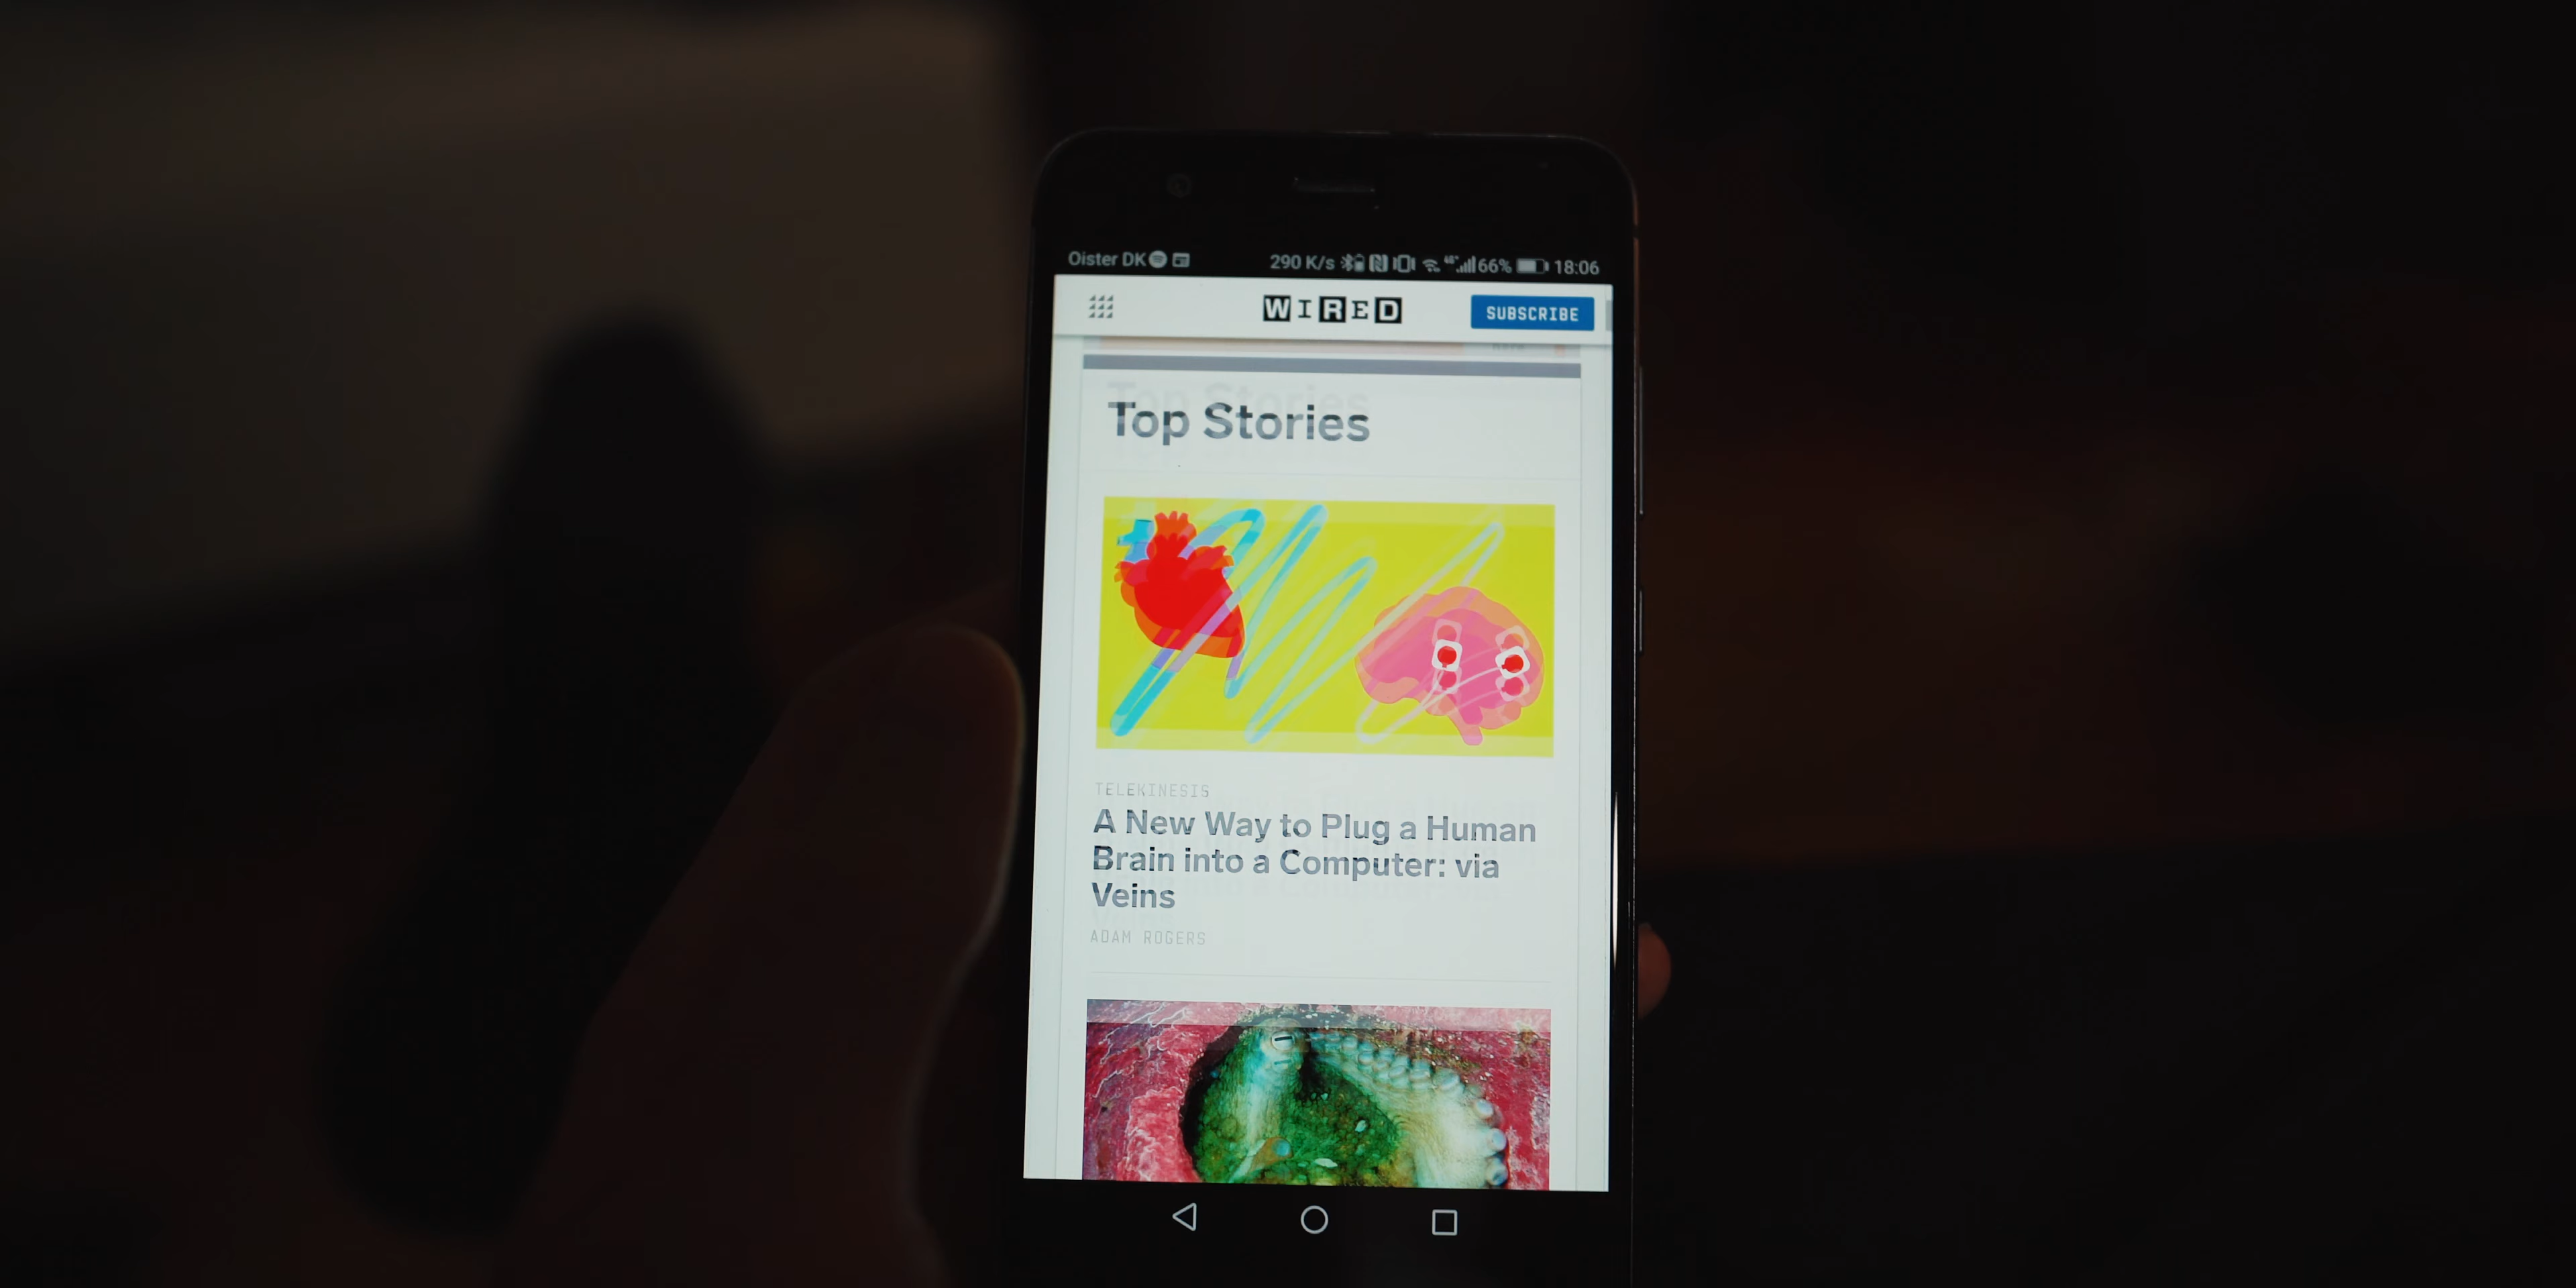 Oister DK 290 K/s 66% 18:06
WIRED SUBSCRIBE
Top Stories
TELEKINESIS
A New Way to Plug a Human
Brain into a Computer: via
Veins
ADAM ROGERS